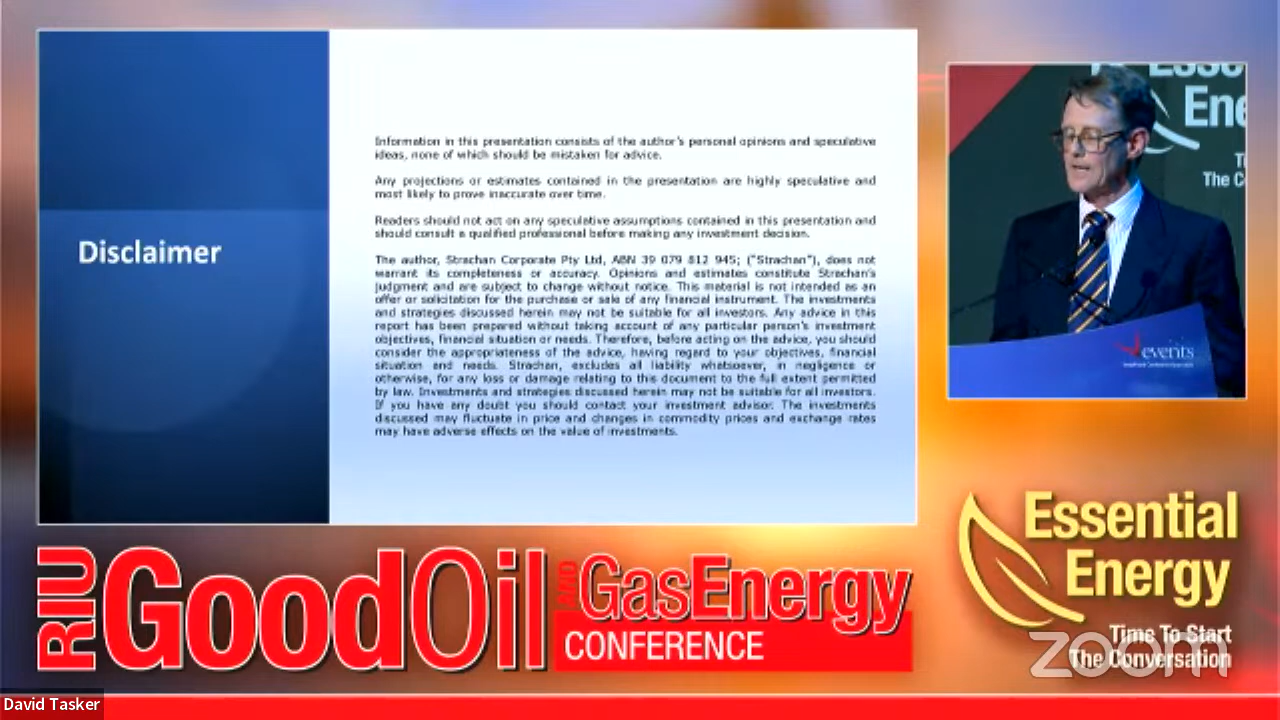 Disclaimer
Information in this presentation consists of the author's personal opinions and speculative
ideas, none of which should be mistaken for advice.
Any projections or estimates contained in the presentation are highly speculative and
most likely to prove inaccurate over time.
Readers should not act on any speculative assumptions contained in this presentation and
should consult a qualified professional before making any investment decision.
The author, Strachan Corporate Pty Ltd, ABN 39 079 812 945; ("Strachan"), does not
warrant its completeness or accuracy. Opinions and estimates constitute Strachan's
judgment and are subject to change without notice. This material is not intended as an
offer or solicitation for the purchase or sale of any financial instrument. The investments
and strategies discussed herein may not be suitable for all investors. Any advice in this
report has been prepared without taking account of any particular person's investment
objectives, financial situation or needs. Therefore, before acting on the advice, you should
consider the appropriateness of the advice, having regard to your objectives, financial
situation and needs. Strachan, excludes all liability whatsoever, in negligence or
otherwise, for any loss or damage relating to this document to the full extent permitted
by law. Investments and strategies discussed herein may not be suitable for all investors.
If you have any doubt you should contact your investment advisor. The investments
discussed may fluctuate in price and changes in commodity prices and exchange rates
may have adverse effects on the value of investments.
Esse
Ene
The C
events
RIU
GoodOil
AND
GasEnergy
CONFERENCE
Essential
Energy
Time To Start
The Conversation
zoom
David Tasker